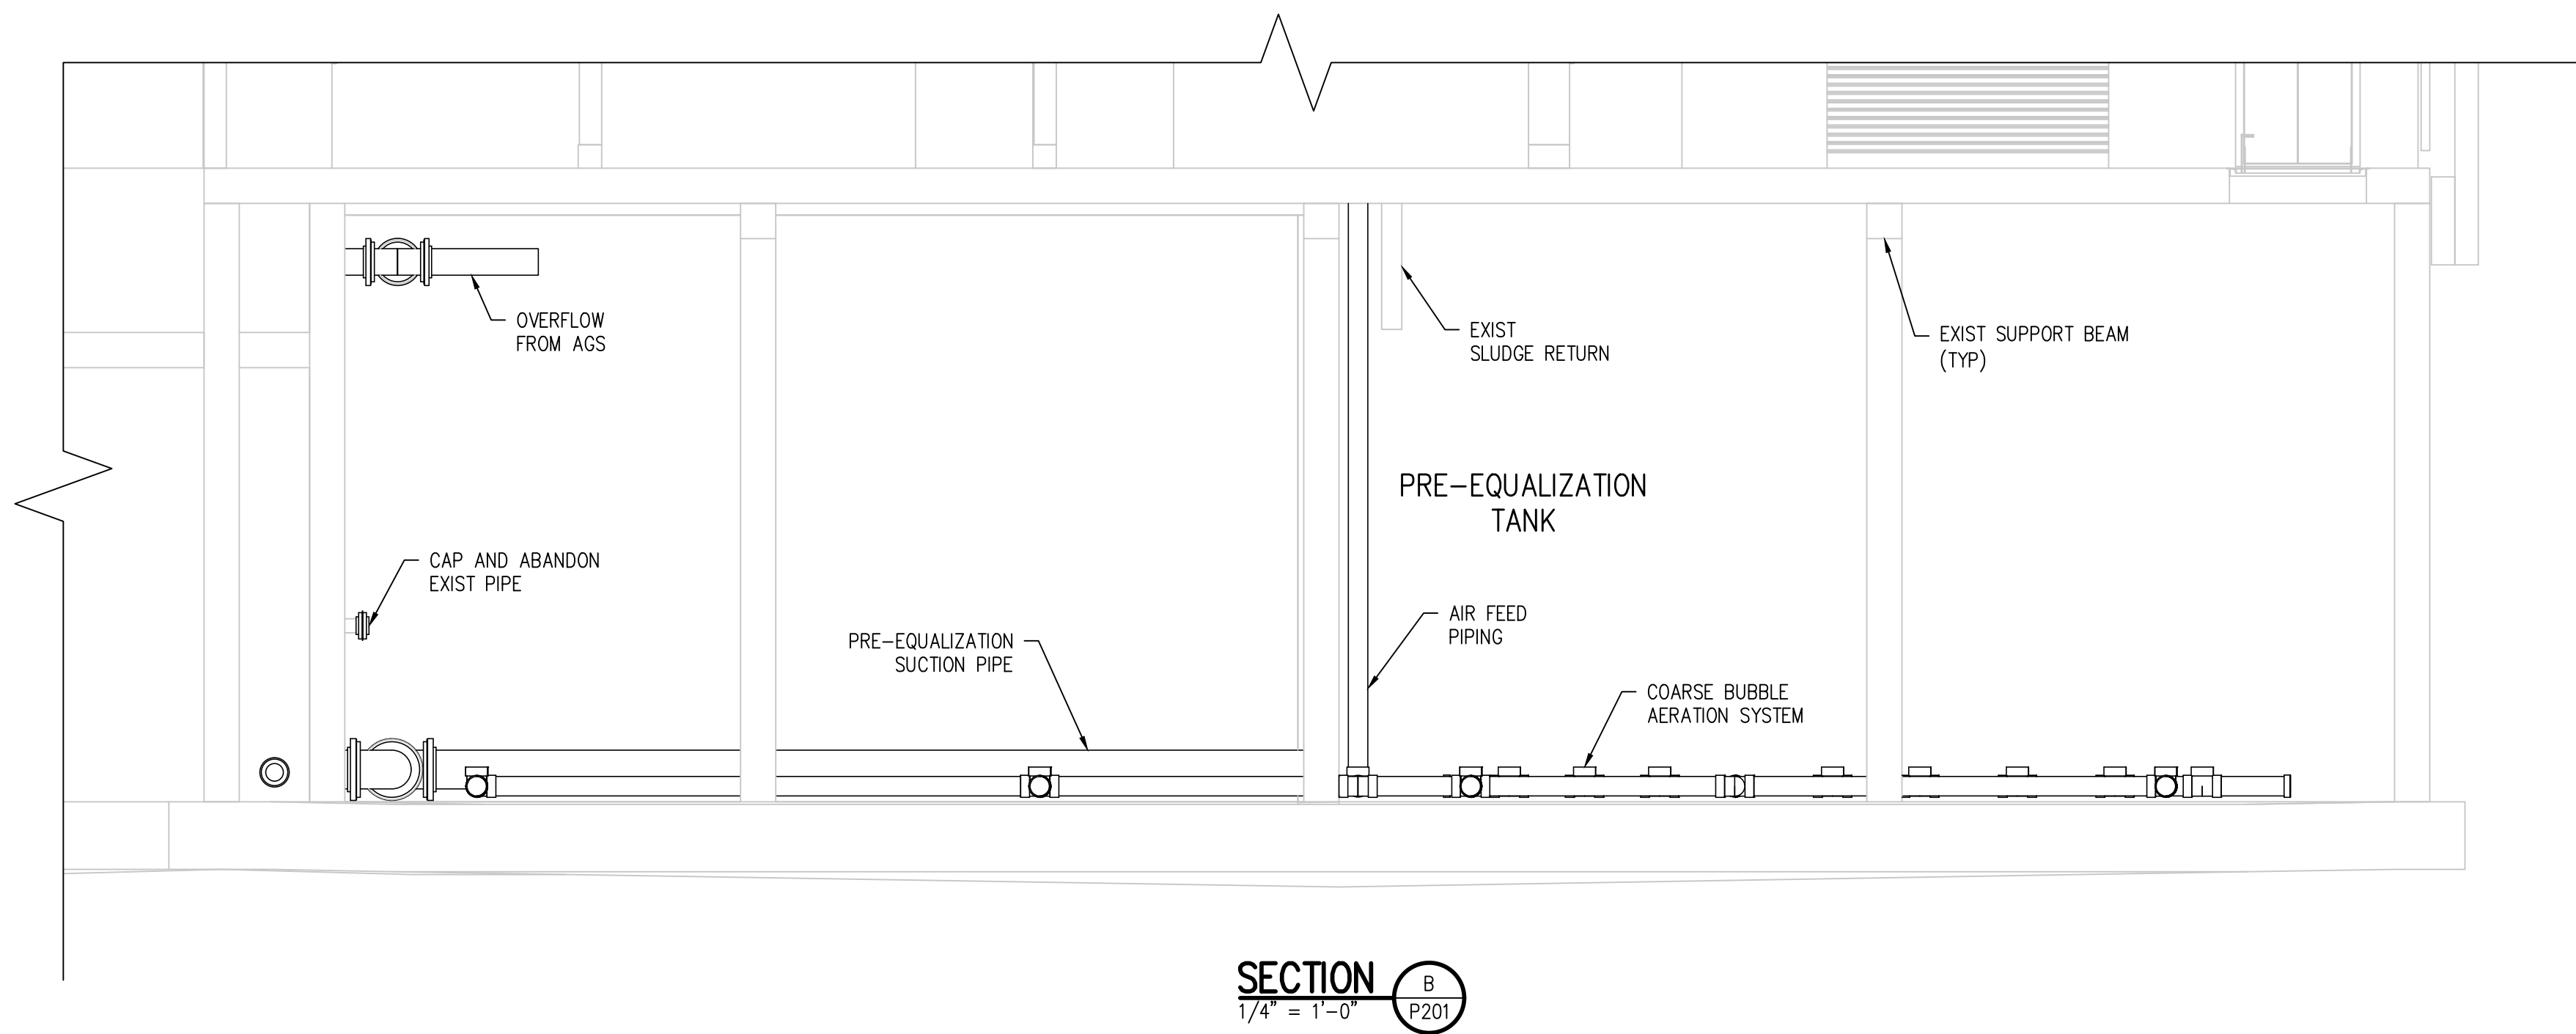 OVERFLOW
FROM AGS
EXIST
SLUDGE RETURN
EXIST SUPPORT BEAM
(TYP)
PRE-EQUALIZATION
TANK
CAP AND ABANDON
EXIST PIPE
AIR FEED
PIPING
PRE-EQUALIZATION
SUCTION PIPE
COARSE BUBBLE
AERATION SYSTEM
SECTION
1/4" = 1'-0"
B
P201